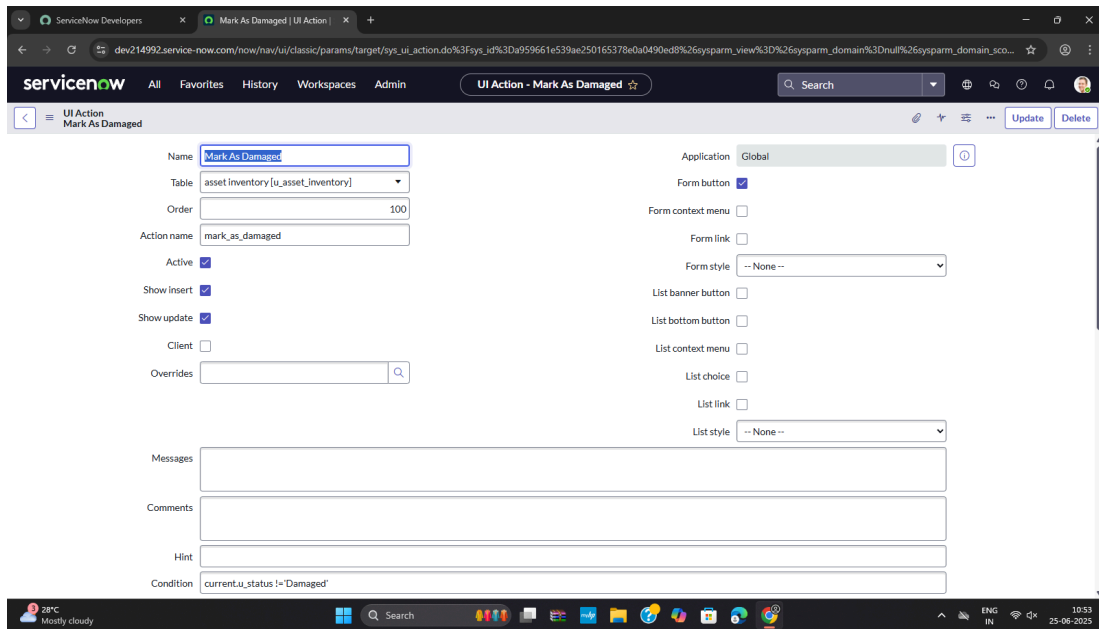 ServiceNow Developers
Mark As Damaged | UI Action |
dev214992.service-now.com/now/nav/ui/classic/params/target/sys_ui_action.do%3Fsys_id%3Da959661e539ae250165378e0a0490ed8%26sysparm_view%3D%26sysparm_domain%3Dnull%26sysparm_domain_sco...
servicenow All Favorites History Workspaces Admin UI Action - Mark As Damaged Search
UI Action
Mark As Damaged
Update Delete
Name Mark As Damaged Application Global
Table asset inventory [u_asset_inventory] Form button
Order 100 Form context menu
Action name mark_as_damaged Form link
Active Form style -- None --
Show insert List banner button
Show update List bottom button
Client List context menu
Overrides List choice
List link
List style -- None --
Messages
Comments
Hint
Condition current.u_status !='Damaged'
3 28°C
Mostly cloudy
Search
ENG
IN
10:53
25-06-2025